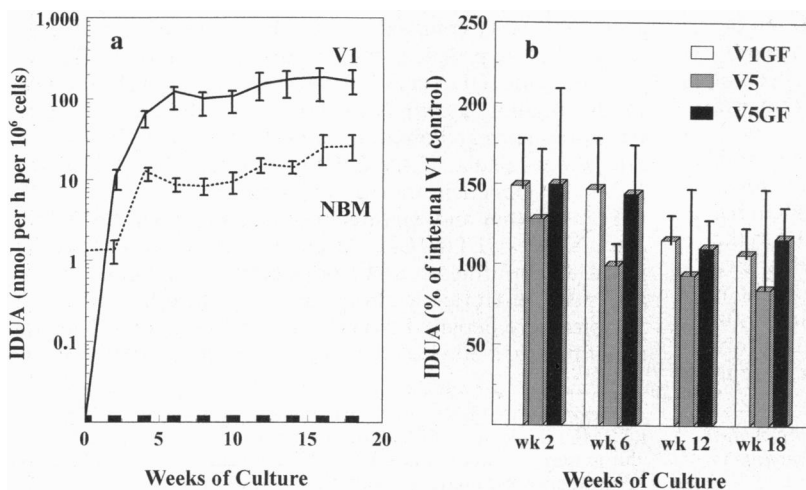 a
1,000
100
10
1
0.1
V1
NBM
IDUA (nmol per h per 10⁶ cells)
0 5 10 15 20
Weeks of Culture
b
V1GF
V5
V5GF
250
200
150
100
50
IDUA (% of internal V1 control)
wk 2 wk 6 wk 12 wk 18
Weeks of Culture